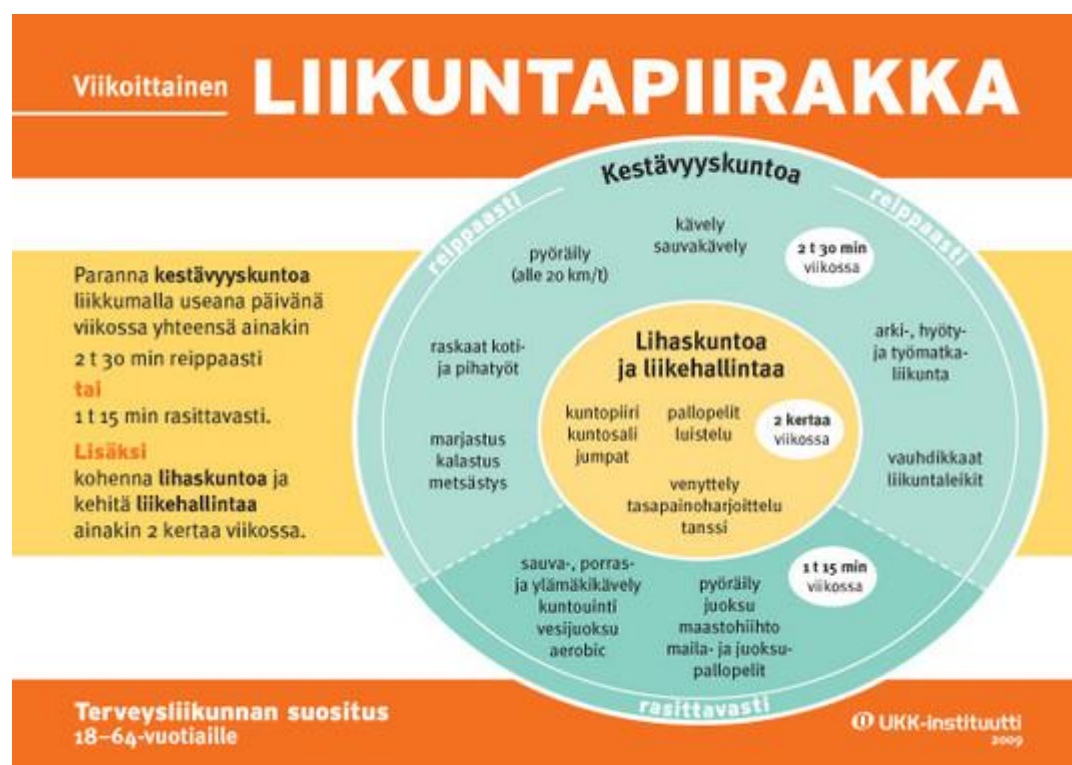 Viikoittainen LIIKUNTAPIIRAKKA
Paranna kestävyyskuntoa
liikkumalla useana päivänä
viikossa yhteensä ainakin
2 t 30 min reippaasti
tai
1 t 15 min rasittavasti.
Lisäksi
kohenna lihaskuntoa ja
kehitä liikehallintaa
ainakin 2 kertaa viikossa.
Kestävyyskuntoa
reippaasti
reippaasti
kävely
sauvakävely
2 t 30 min
viikossa
pyöräily
(alle 20 km/t)
raskaat koti-
ja pihatyöt
marjastus
kalastus
metsästys
arki-, hyöty-
ja työmatka-
liikunta
vauhdikkaat
liikuntaleikit
Lihaskuntoa
ja liikehallintaa
kuntopiiri
kuntosali
jumpat
pallopelit
luistelu
2 kertaa
viikossa
venyttely
tasapainoharjoittelu
tanssi
sauva-, porras-
ja ylämäkikävely
kuntouinti
vesijuoksu
aerobic
pyöräily
juoksu
maastohiihto
maila- ja juoksu-
pallopelit
1 t 15 min
viikossa
rasittavasti
Terveysliikunnan suositus
18–64-vuotiaille
UKK-instituutti
2009